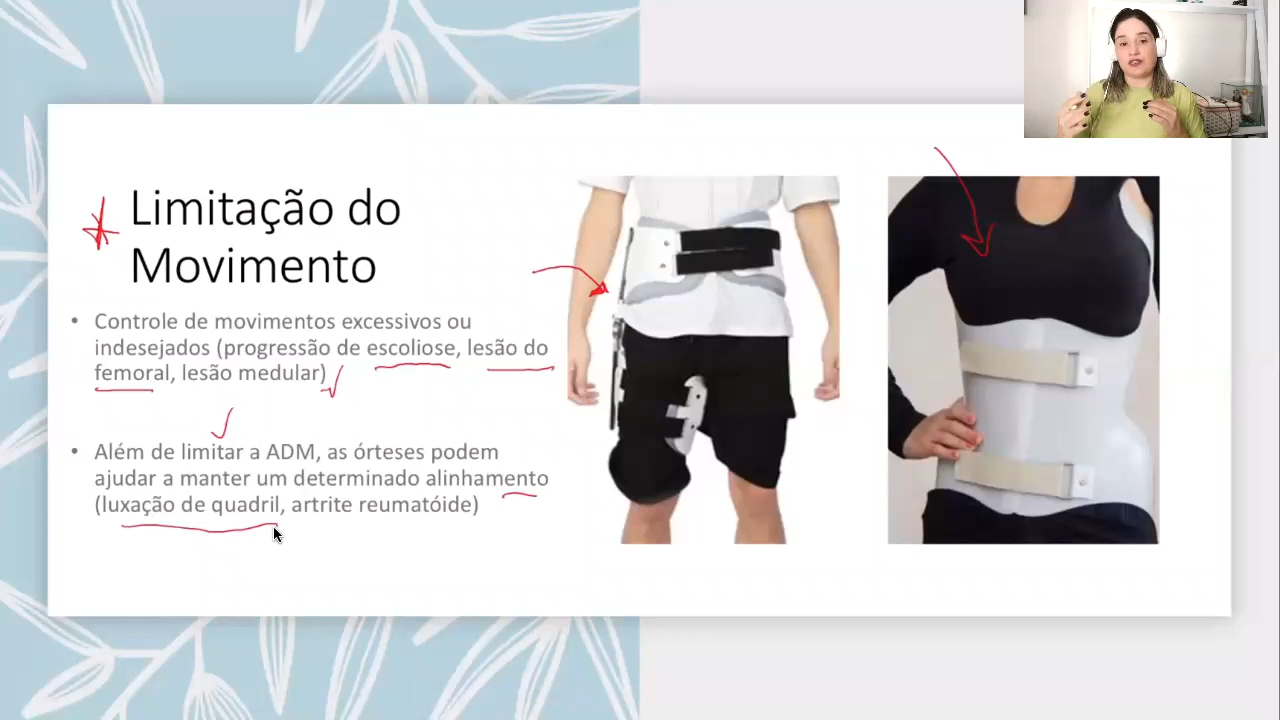 Limitação do
Movimento
• Controle de movimentos excessivos ou
indesejados (progressão de escoliose, lesão do
femoral, lesão medular)
• Além de limitar a ADM, as órteses podem
ajudar a manter um determinado alinhamento
(luxação de quadril, artrite reumatóide)